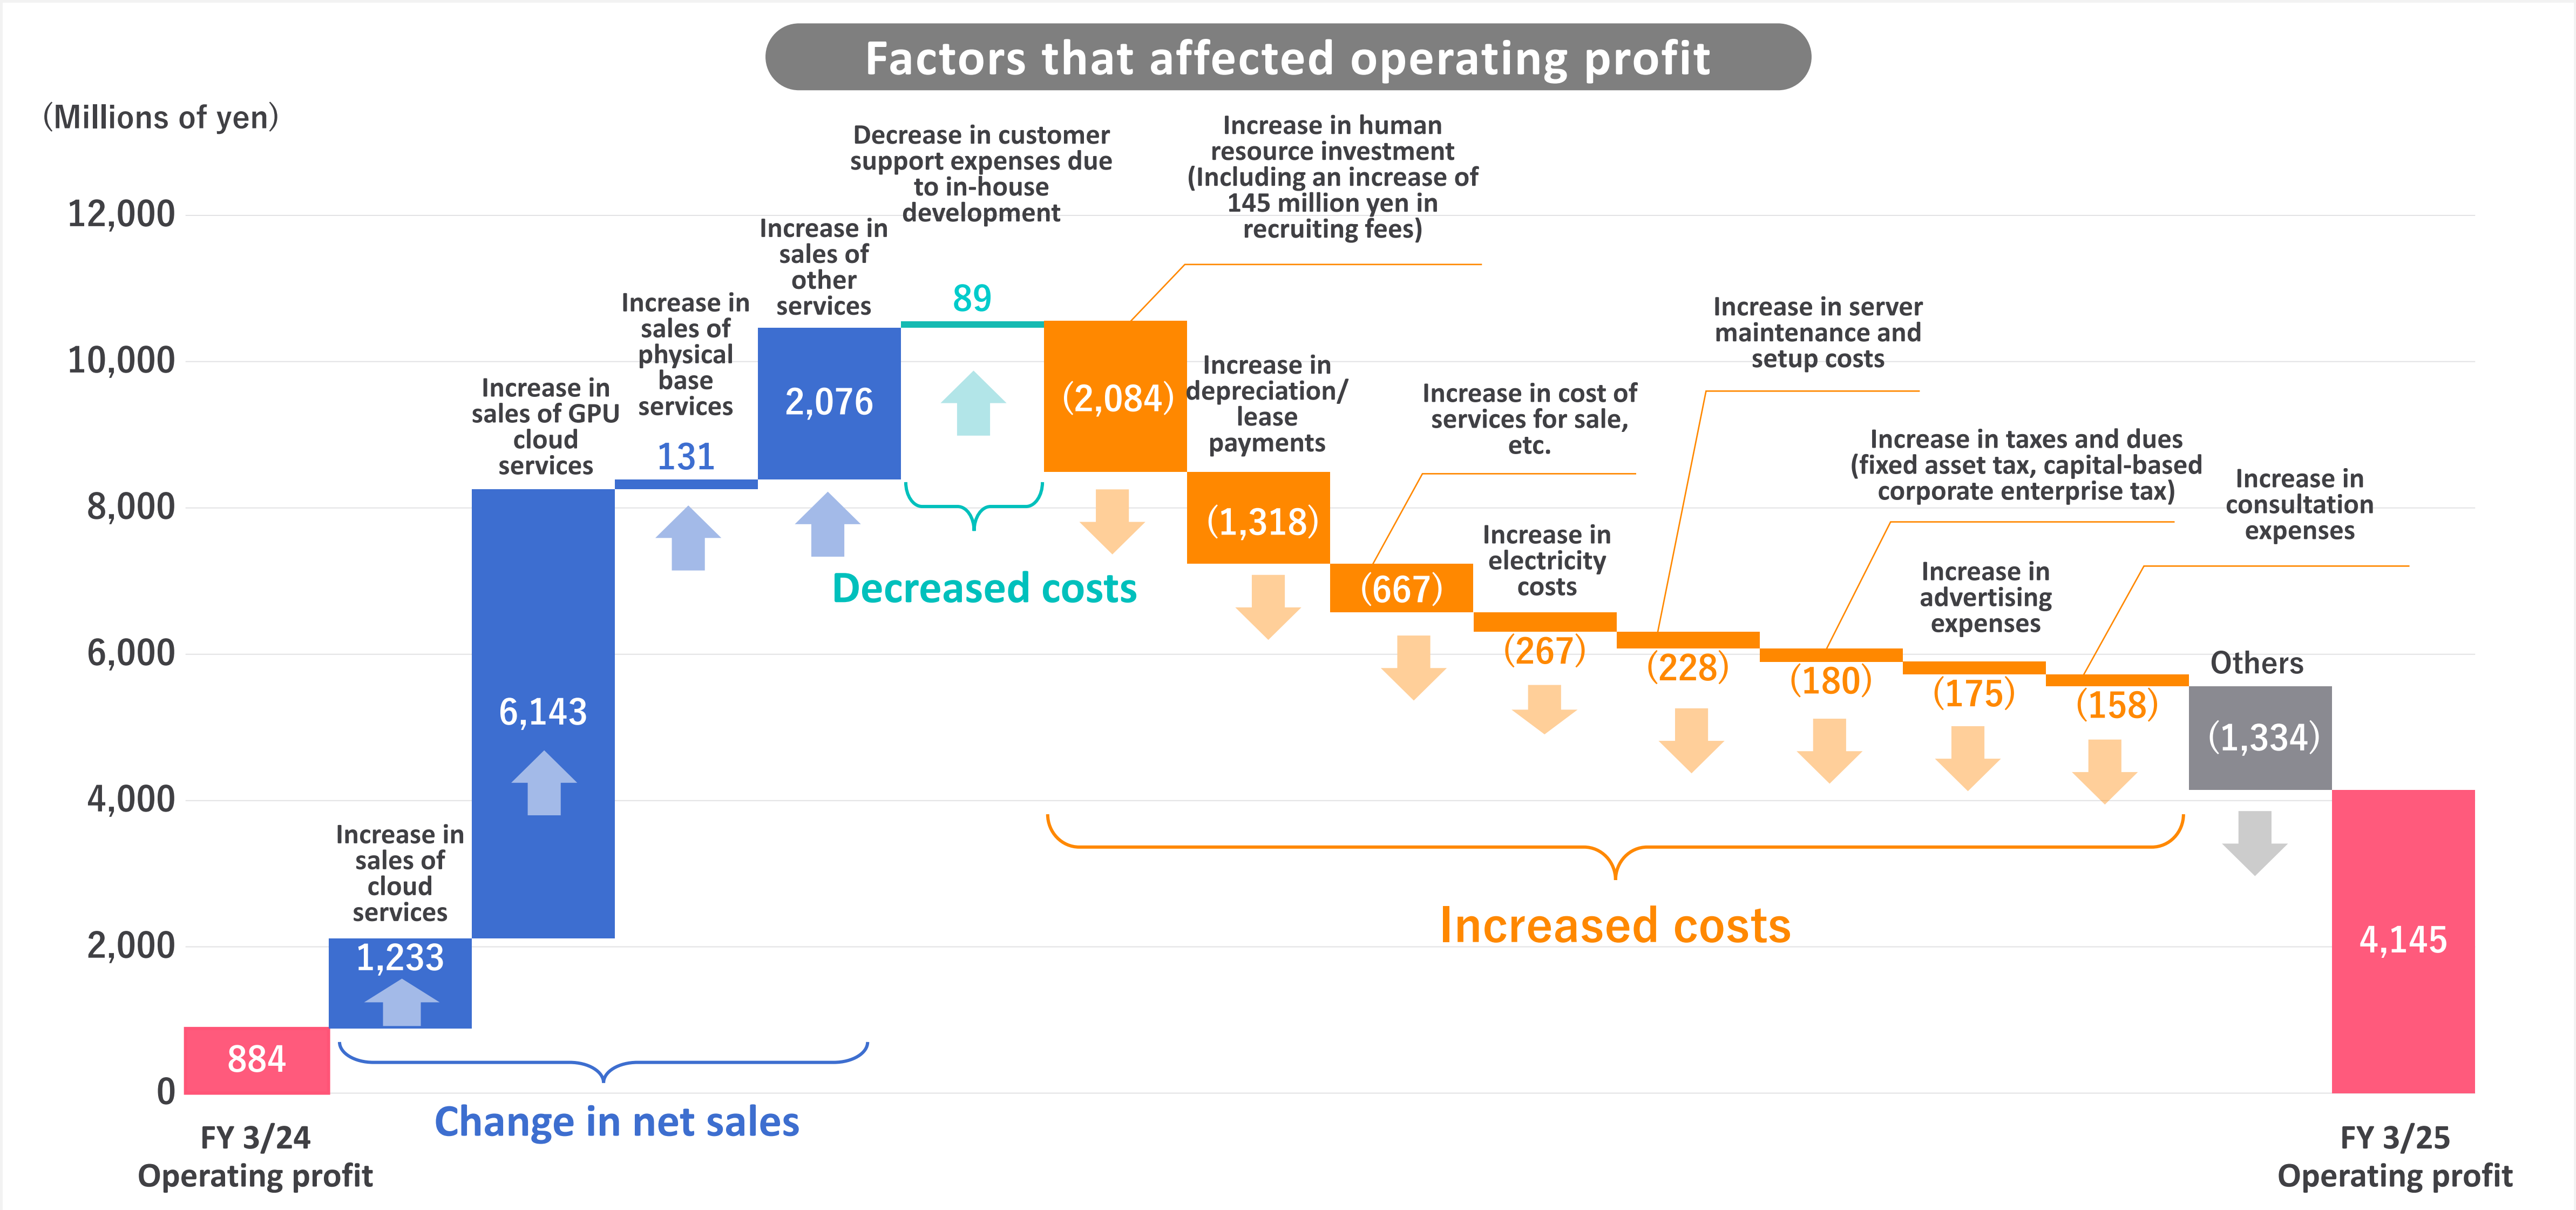 Factors that affected operating profit
(Millions of yen)
12,000
10,000
8,000
6,000
4,000
2,000
0
884
FY 3/24
Operating profit
Increase in
sales of
cloud
services
1,233
Increase in
sales of GPU
cloud
services
6,143
Increase in
sales of
physical
base
services
131
Increase in
sales of
other
services
2,076
Change in net sales
Decrease in customer
support expenses due
to in-house
development
89
Decreased costs
Increase in human
resource investment
(Including an increase of
145 million yen in
recruiting fees)
(2,084)
Increase in
depreciation/
lease
payments
(1,318)
Increase in cost of
services for sale,
etc.
(667)
Increase in
electricity
costs
(267)
Increase in server
maintenance and
setup costs
(228)
Increase in taxes and dues
(fixed asset tax, capital-based
corporate enterprise tax)
(180)
Increase in
advertising
expenses
(175)
Increase in
consultation
expenses
(158)
Increased costs
Others
(1,334)
4,145
FY 3/25
Operating profit